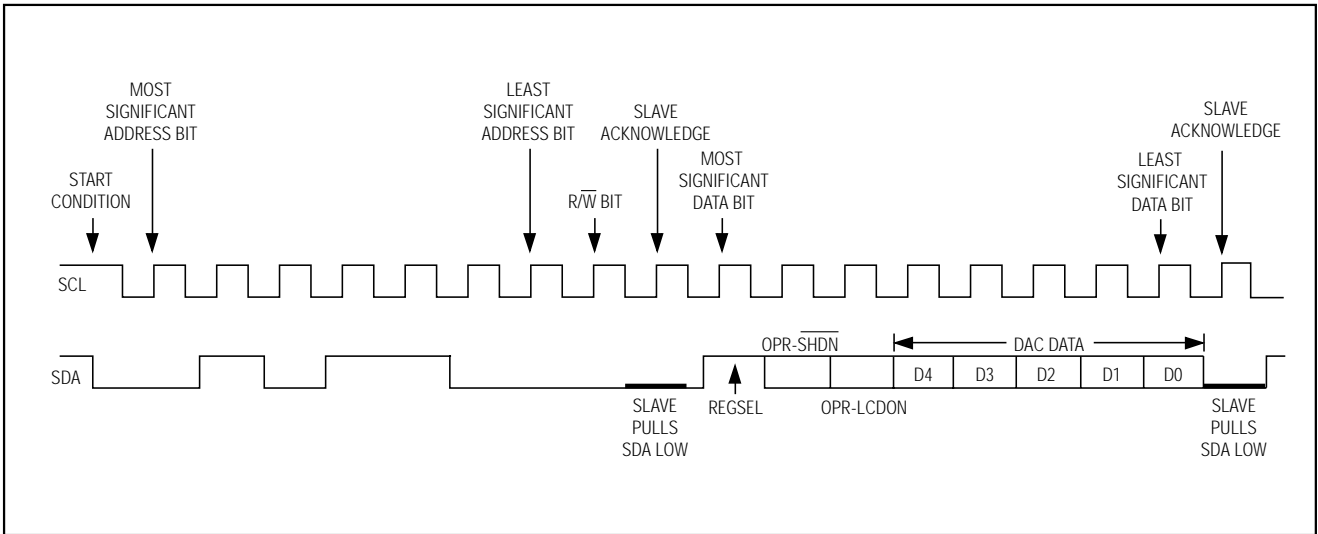 START
CONDITION
MOST
SIGNIFICANT
ADDRESS BIT
LEAST
SIGNIFICANT
ADDRESS BIT
R/W̅ BIT
SLAVE
ACKNOWLEDGE
MOST
SIGNIFICANT
DATA BIT
LEAST
SIGNIFICANT
DATA BIT
SLAVE
ACKNOWLEDGE
SCL
SDA
SLAVE
PULLS
SDA LOW
REGSEL
OPR-S̅H̅D̅N̅
OPR-LCDON
DAC DATA
D4
D3
D2
D1
D0
SLAVE
PULLS
SDA LOW